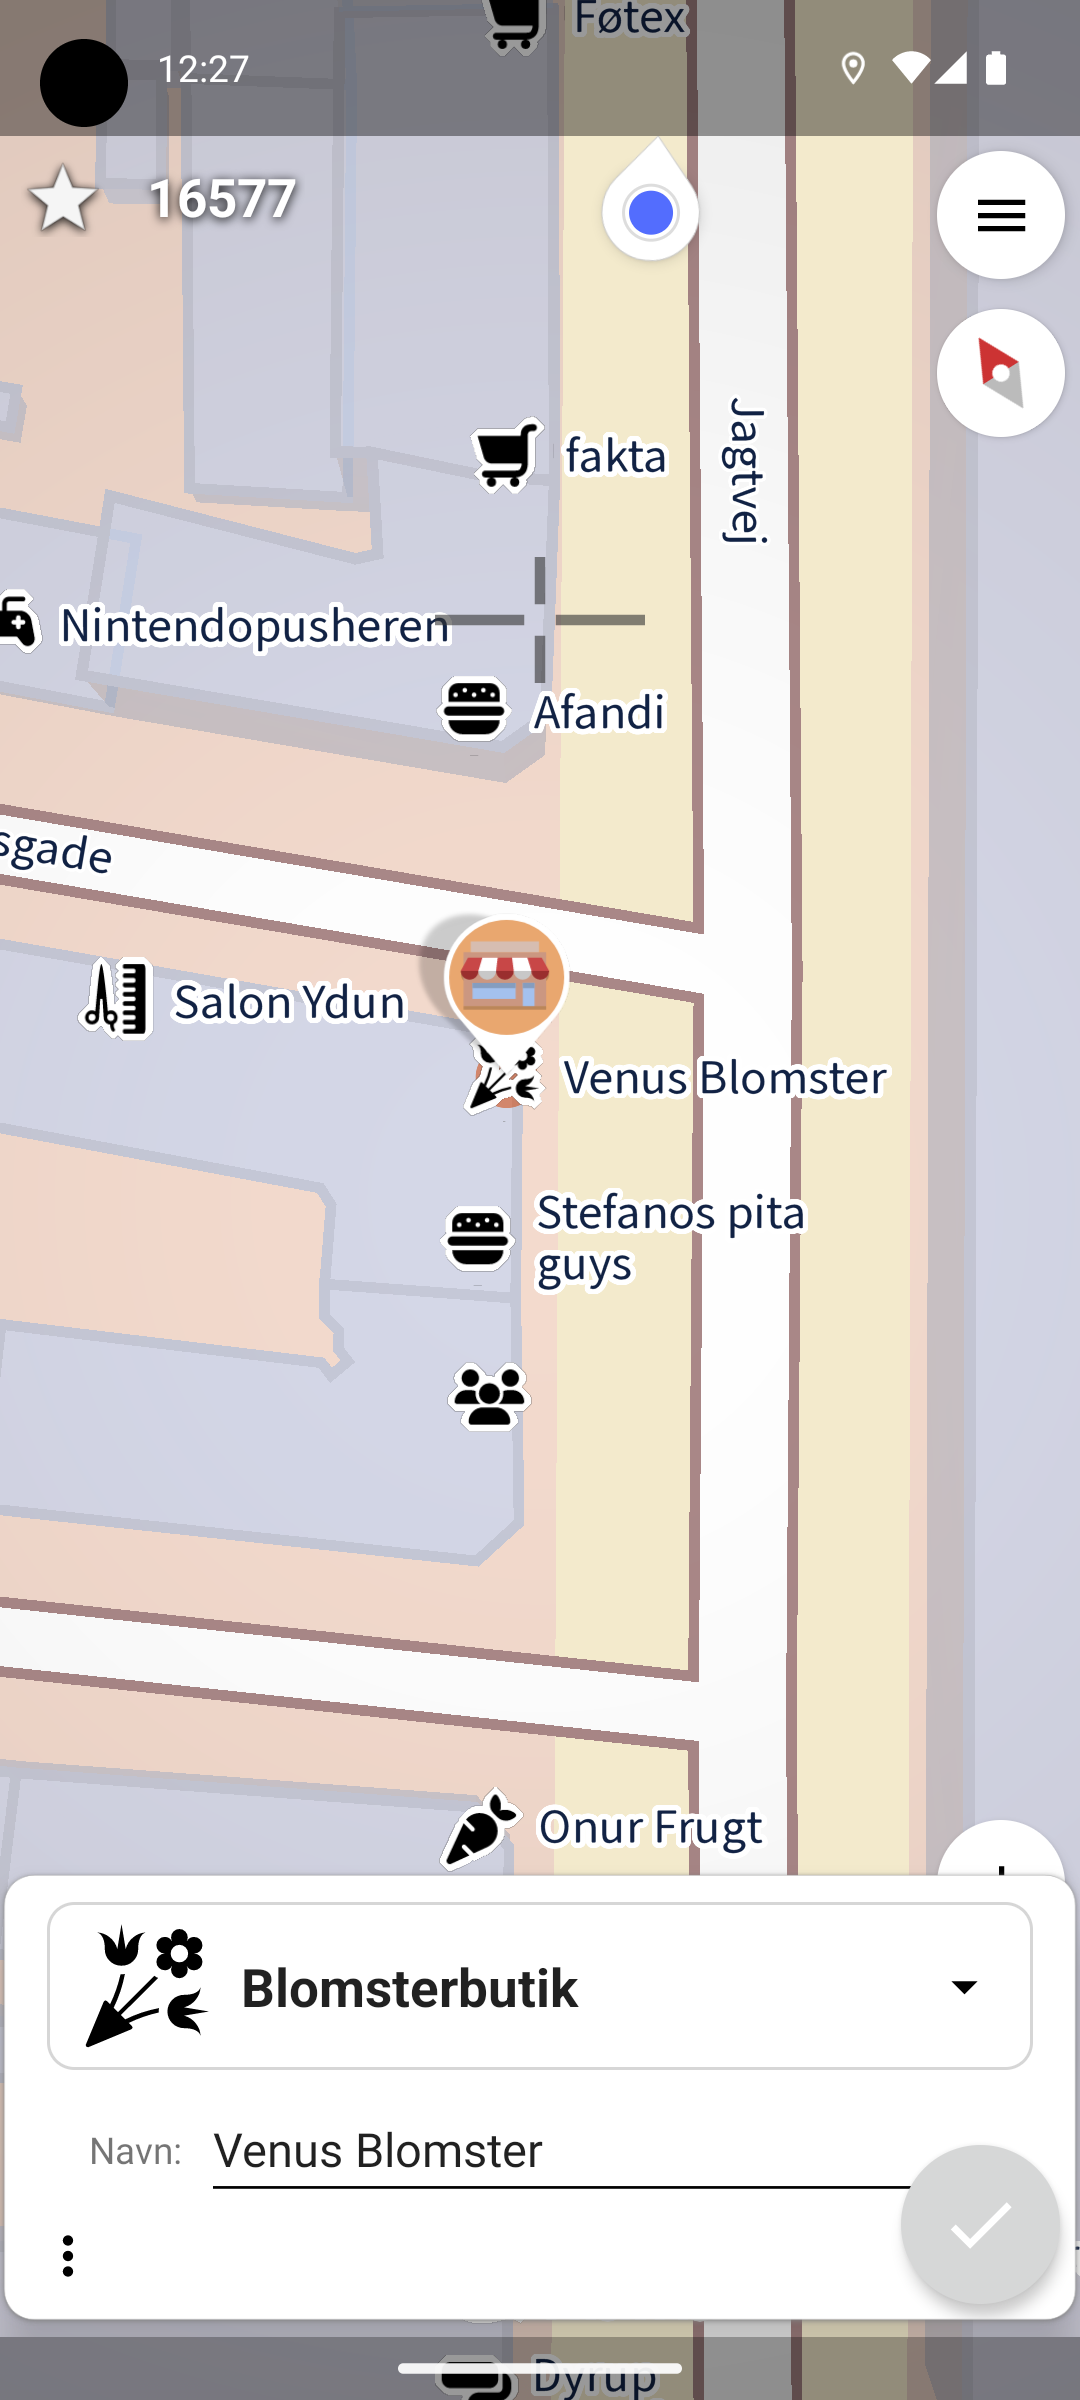 Føtex
12:27
16577
Jagtvej
fakta
Nintendopusheren
Afandi
sgade
Salon Ydun
Venus Blomster
Stefanos pita
guys
Onur Frugt
Blomsterbutik
Navn: Venus Blomster
Dyrup